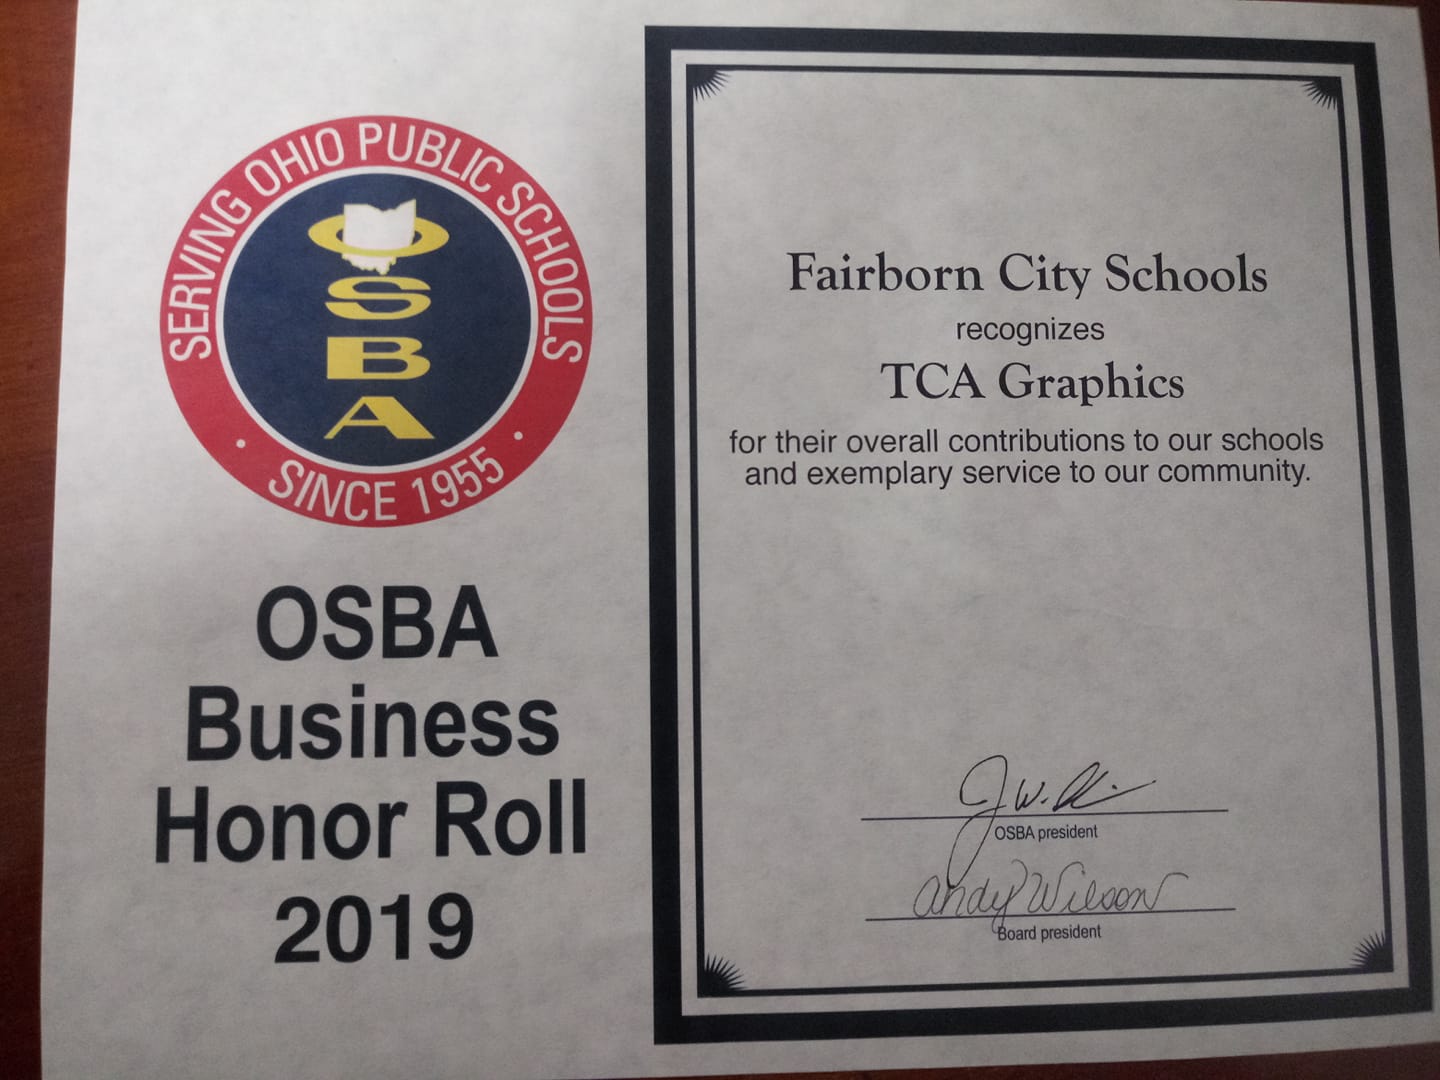 SERVING OHIO PUBLIC SCHOOLS
OSBA
· SINCE 1955 ·
OSBA
Business
Honor Roll
2019
Fairborn City Schools
recognizes
TCA Graphics
for their overall contributions to our schools
and exemplary service to our community.
J W.
OSBA president
Andy Wilson
Board president